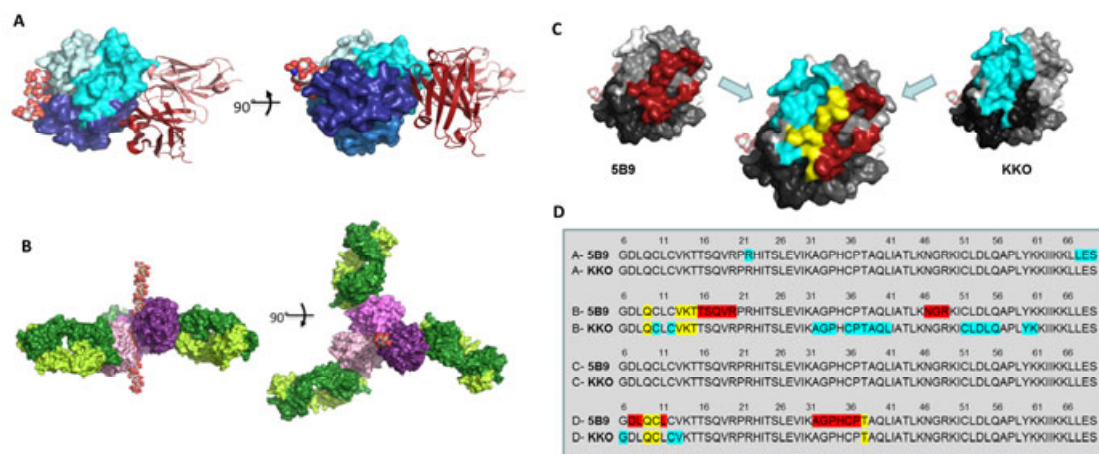 A
90°
B
90°
C
5B9
KKO
D
6 11 16 21 26 31 36 41 46 51 56 61 66
A- 5B9 GDLQCLCVKTTSQVRPRHITSLEVIKAGPHCPTAQLIATLKNGRKICLDLQAPLYKKIIKKLLES
A- KKO GDLQCLCVKTTSQVRPRHITSLEVIKAGPHCPTAQLIATLKNGRKICLDLQAPLYKKIIKKLLES
6 11 16 21 26 31 36 41 46 51 56 61 66
B- 5B9 GDLQCLCVKTTSQVRPRHITSLEVIKAGPHCPTAQLIATLKNGRKICLDLQAPLYKKIIKKLLES
B- KKO GDLQCLCVKTTSQVRPRHITSLEVIKAGPHCPTAQLIATLKNGRKICLDLQAPLYKKIIKKLLES
6 11 16 21 26 31 36 41 46 51 56 61 66
C- 5B9 GDLQCLCVKTTSQVRPRHITSLEVIKAGPHCPTAQLIATLKNGRKICLDLQAPLYKKIIKKLLES
C- KKO GDLQCLCVKTTSQVRPRHITSLEVIKAGPHCPTAQLIATLKNGRKICLDLQAPLYKKIIKKLLES
6 11 16 21 26 31 36 41 46 51 56 61 66
D- 5B9 GDLQCLCVKTTSQVRPRHITSLEVIKAGPHCPTAQLIATLKNGRKICLDLQAPLYKKIIKKLLES
D- KKO GDLQCLCVKTTSQVRPRHITSLEVIKAGPHCPTAQLIATLKNGRKICLDLQAPLYKKIIKKLLES